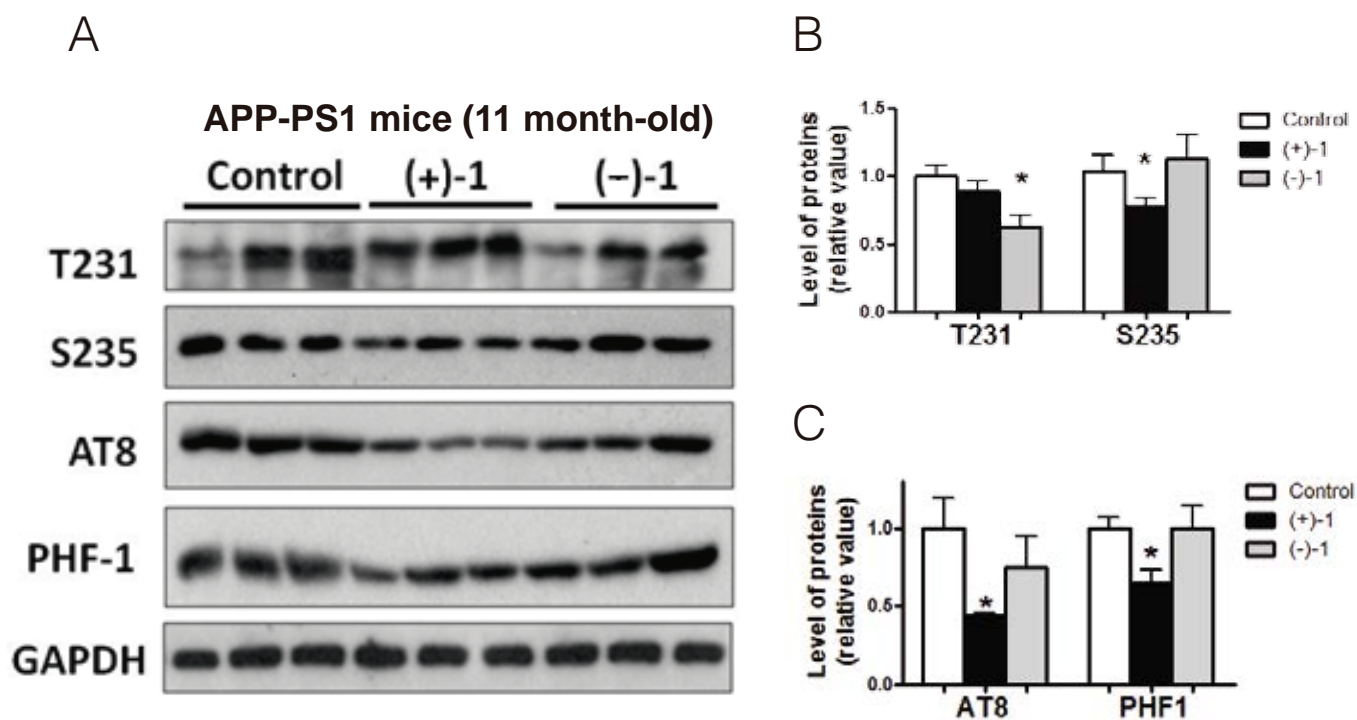 A
APP-PS1 mice (11 month-old)
Control (+)-1 (−)-1
T231
S235
AT8
PHF-1
GAPDH
B
Level of proteins
(relative value)
1.5
1.0
0.5
0.0
* *
T231 S235
Control
(+)-1
(-)-1
C
Level of proteins
(relative value)
1.0
0.5
0.0
* *
AT8 PHF1
Control
(+)-1
(-)-1